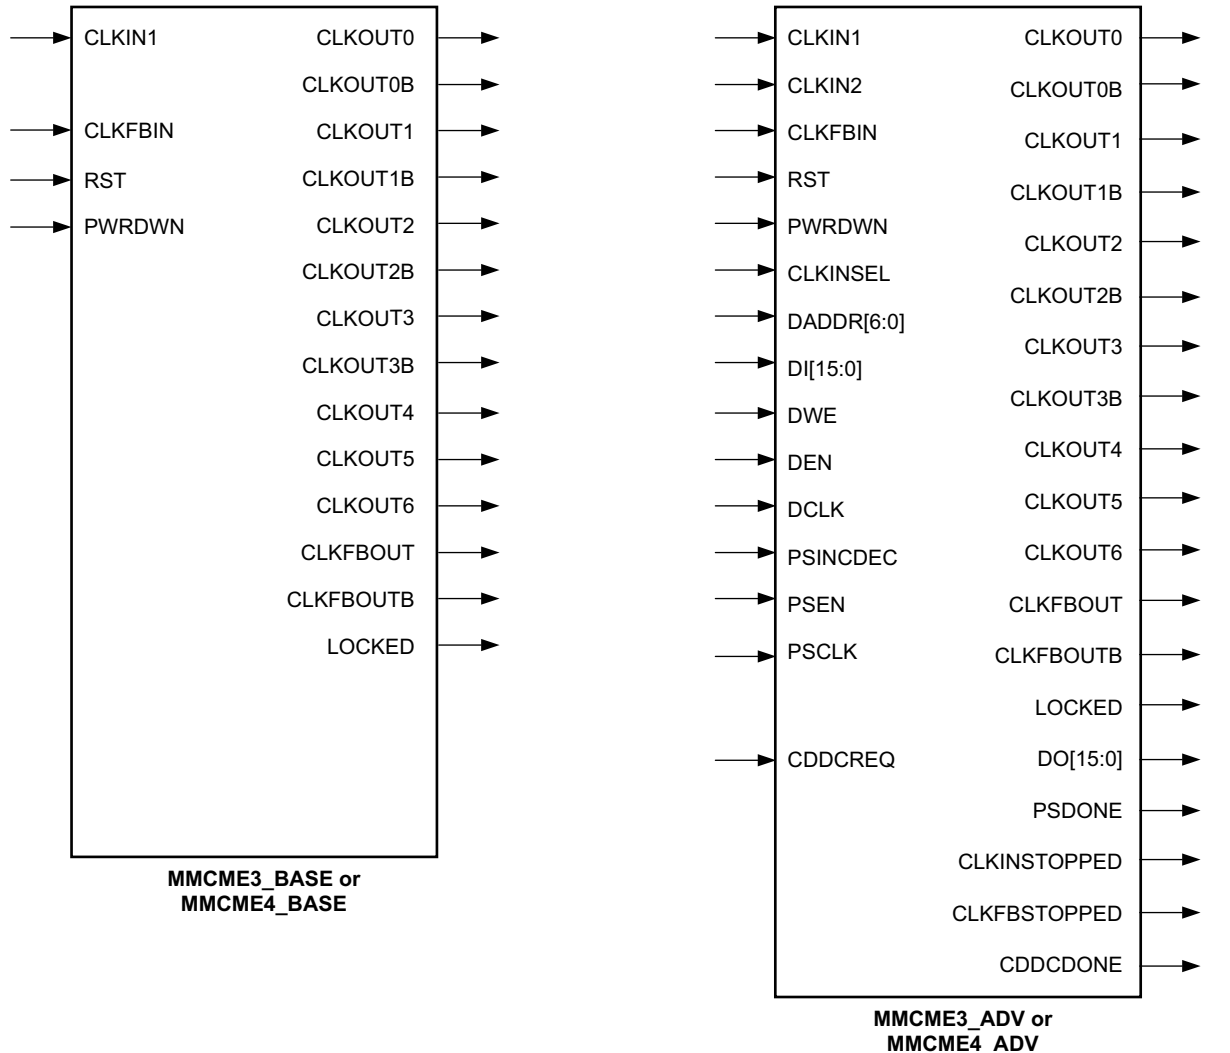 CLKIN1
CLKFBIN
RST
PWRDWN
CLKOUT0
CLKOUT0B
CLKOUT1
CLKOUT1B
CLKOUT2
CLKOUT2B
CLKOUT3
CLKOUT3B
CLKOUT4
CLKOUT5
CLKOUT6
CLKFBOUT
CLKFBOUTB
LOCKED
MMCME3_BASE or
MMCME4_BASE
CLKIN1
CLKIN2
CLKFBIN
RST
PWRDWN
CLKINSEL
DADDR[6:0]
DI[15:0]
DWE
DEN
DCLK
PSINCDEC
PSEN
PSCLK
CDDCREQ
CLKOUT0
CLKOUT0B
CLKOUT1
CLKOUT1B
CLKOUT2
CLKOUT2B
CLKOUT3
CLKOUT3B
CLKOUT4
CLKOUT5
CLKOUT6
CLKFBOUT
CLKFBOUTB
LOCKED
DO[15:0]
PSDONE
CLKINSTOPPED
CLKFBSTOPPED
CDDCDONE
MMCME3_ADV or
MMCME4_ADV